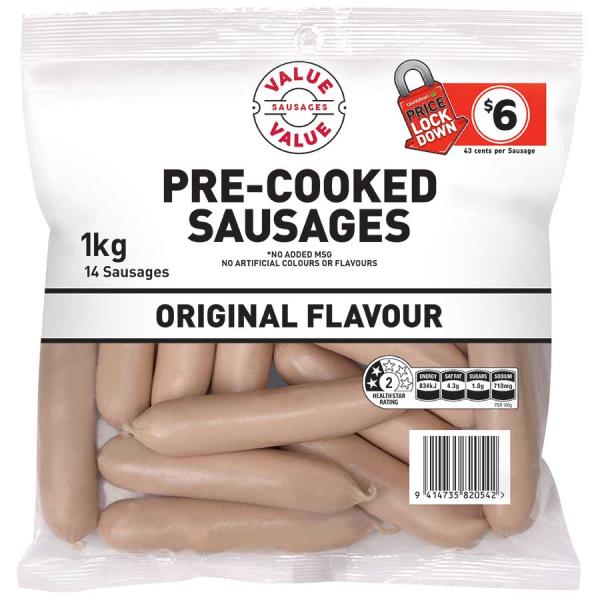 VALUE
SAUSAGES
VALUE
countdown
PRICE
LOCK
DOWN
$6
43 cents per Sausage
PRE-COOKED
SAUSAGES
1kg
14 Sausages
*NO ADDED MSG
NO ARTIFICIAL COLOURS OR FLAVOURS
ORIGINAL FLAVOUR
2
HEALTH STAR
RATING
ENERGY
834kJ
SAT FAT
4.3g
SUGARS
1.0g
SODIUM
710mg
PER 100g
9 414735 820542 >